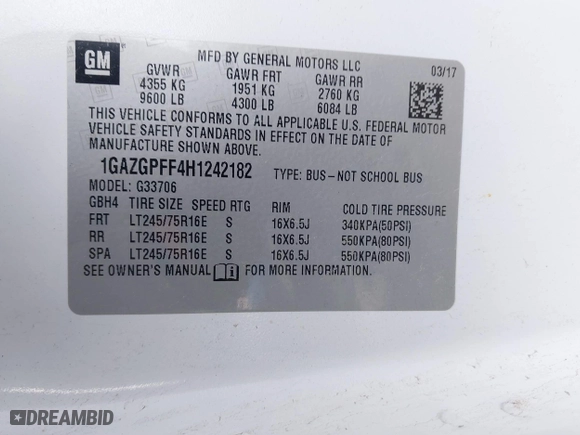 GM
MFD BY GENERAL MOTORS LLC
03/17
GVWR GAWR FRT GAWR RR
4355 KG 1951 KG 2760 KG
9600 LB 4300 LB 6084 LB
THIS VEHICLE CONFORMS TO ALL APPLICABLE U.S. FEDERAL MOTOR
VEHICLE SAFETY STANDARDS IN EFFECT ON THE DATE OF
MANUFACTURE SHOWN ABOVE.
1GAZGPFF4H1242182 TYPE: BUS-NOT SCHOOL BUS
MODEL: G33706
GBH4 TIRE SIZE SPEED RTG RIM COLD TIRE PRESSURE
FRT LT245/75R16E S 16X6.5J 340KPA(50PSI)
RR LT245/75R16E S 16X6.5J 550KPA(80PSI)
SPA LT245/75R16E S 16X6.5J 550KPA(80PSI)
SEE OWNER'S MANUAL i FOR MORE INFORMATION.
DREAMBID